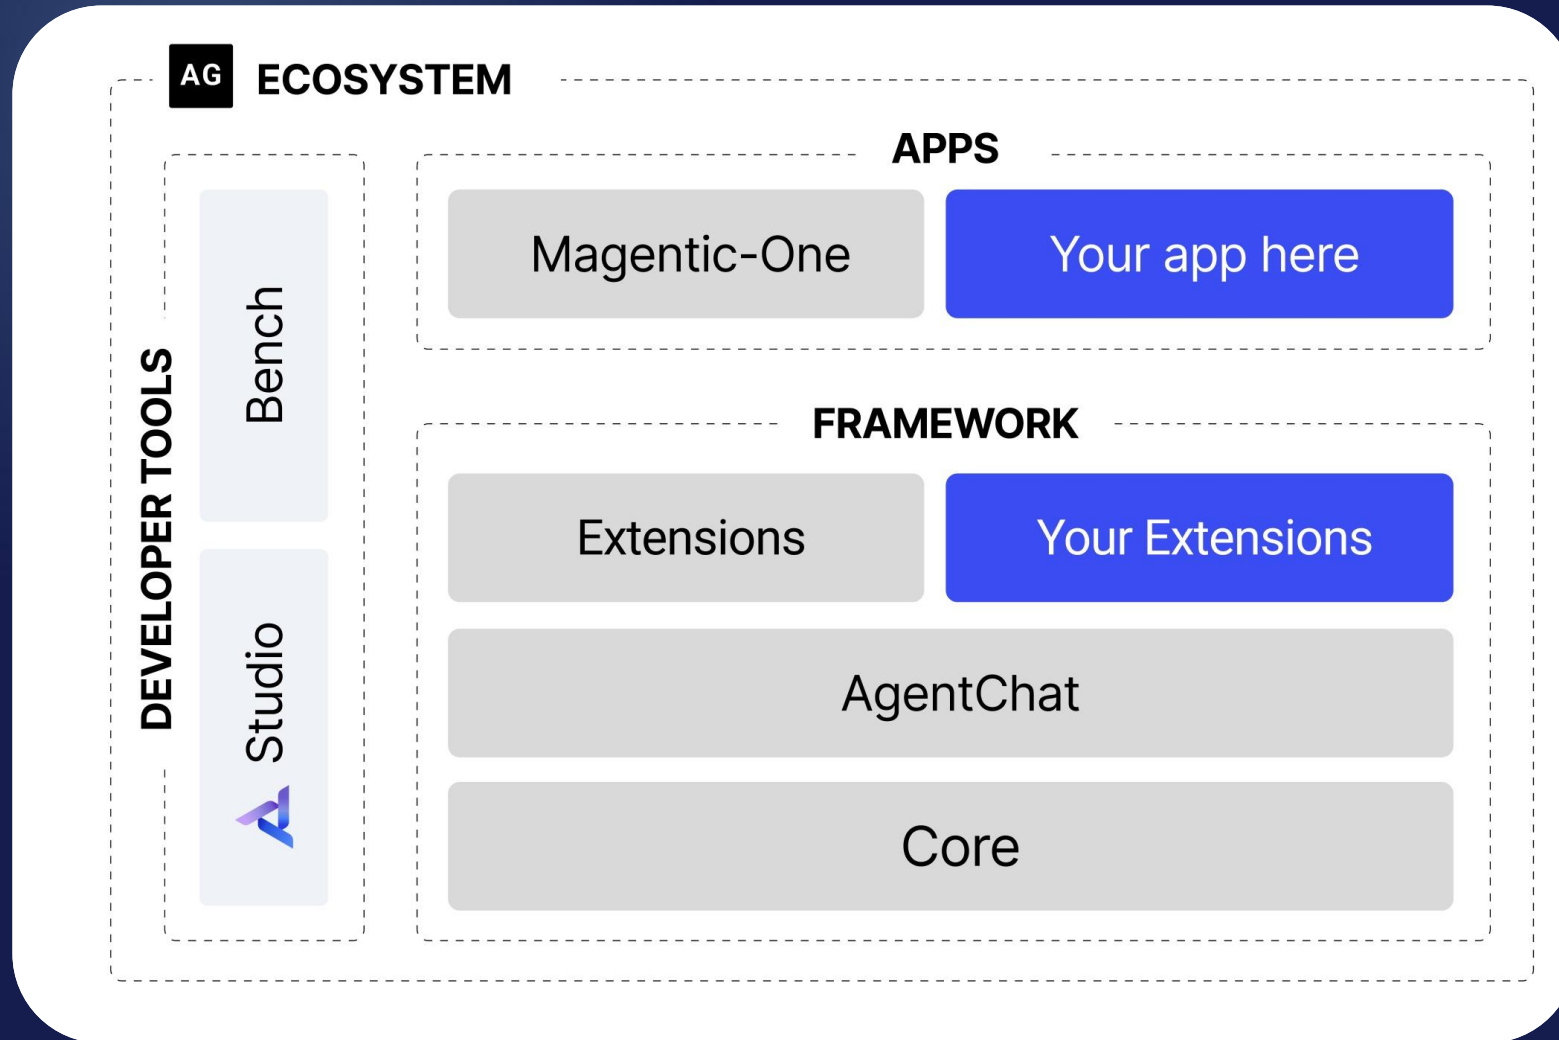 AG ECOSYSTEM
DEVELOPER TOOLS
Bench
Studio
APPS
Magentic-One
Your app here
FRAMEWORK
Extensions
Your Extensions
AgentChat
Core